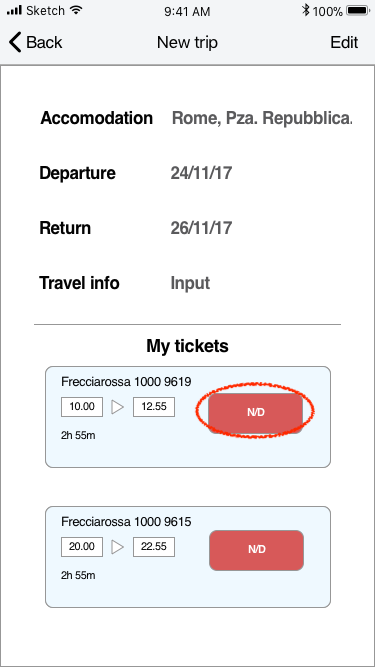 Sketch 9:41 AM 100%
Back New trip Edit
Accomodation Rome, Pza. Repubblica.
Departure 24/11/17
Return 26/11/17
Travel info Input
My tickets
Frecciarossa 1000 9619
10.00 12.55 N/D
2h 55m
Frecciarossa 1000 9615
20.00 22.55 N/D
2h 55m